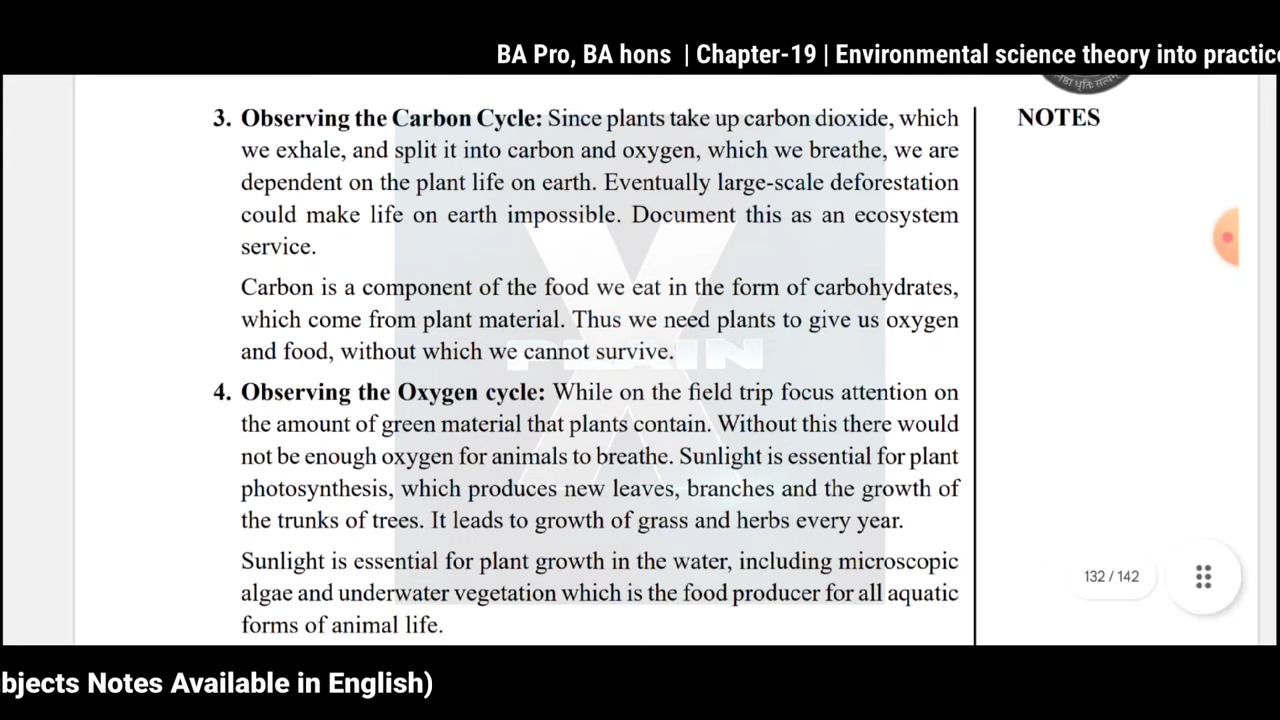 BA Pro, BA hons | Chapter-19 | Environmental science theory into practice
NOTES
3. Observing the Carbon Cycle: Since plants take up carbon dioxide, which
we exhale, and split it into carbon and oxygen, which we breathe, we are
dependent on the plant life on earth. Eventually large-scale deforestation
could make life on earth impossible. Document this as an ecosystem
service.
Carbon is a component of the food we eat in the form of carbohydrates,
which come from plant material. Thus we need plants to give us oxygen
and food, without which we cannot survive.
4. Observing the Oxygen cycle: While on the field trip focus attention on
the amount of green material that plants contain. Without this there would
not be enough oxygen for animals to breathe. Sunlight is essential for plant
photosynthesis, which produces new leaves, branches and the growth of
the trunks of trees. It leads to growth of grass and herbs every year.
Sunlight is essential for plant growth in the water, including microscopic
algae and underwater vegetation which is the food producer for all aquatic
forms of animal life.
132 / 142
bjects Notes Available in English)